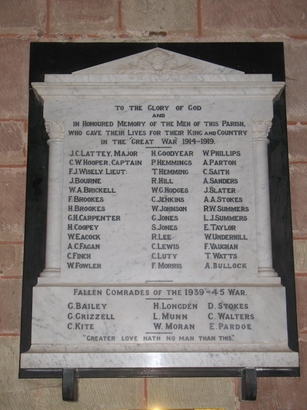 TO THE GLORY OF GOD
AND
IN HONOURED MEMORY OF THE MEN OF THIS PARISH,
WHO GAVE THEIR LIVES FOR THEIR KING AND COUNTRY
IN THE GREAT WAR 1914-1919.
J.C. LATTEY, MAJOR H. GOODYEAR W. PHILLIPS
C.W. HOOPER, CAPTAIN P. HEMMINGS A. PARTON
F.J. WISELY LIEUT. T. HEMMING C. SAITH
J. BOURNE R. HILL A. SANDERS
W.A. BRICKELL W.G. HODGES J. SLATER
F. BROOKES C. JENKINS A.A. STOKES
H. BROOKES W. JOHNSON R.W. SUMMERS
G.H. CARPENTER G. JONES L.J. SUMMERS
H. COOPEY S. JONES E. TAYLOR
W. EACOCK R. LEE W. UNDERHILL
A.C. FAGAN C. LEWIS F. VAUGHAN
C. FINCH C. LUTY T. WATTS
W. FOWLER F. MORRIS A. BULLOCK
FALLEN COMRADES OF THE 1939-45 WAR.
G. BAILEY H. LONGDEN D. STOKES
G. GRIZZELL L. MUNN C. WALTERS
C. KITE W. MORAN E. PARDOE
"GREATER LOVE HATH NO MAN THAN THIS."